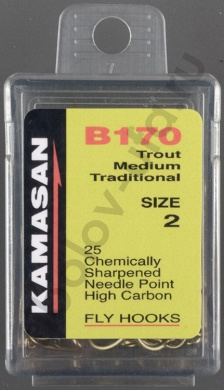 KAMASAN
B170
Trout
Medium
Traditional
SIZE
2
25
Chemically
Sharpened
Needle Point
High Carbon
FLY HOOKS